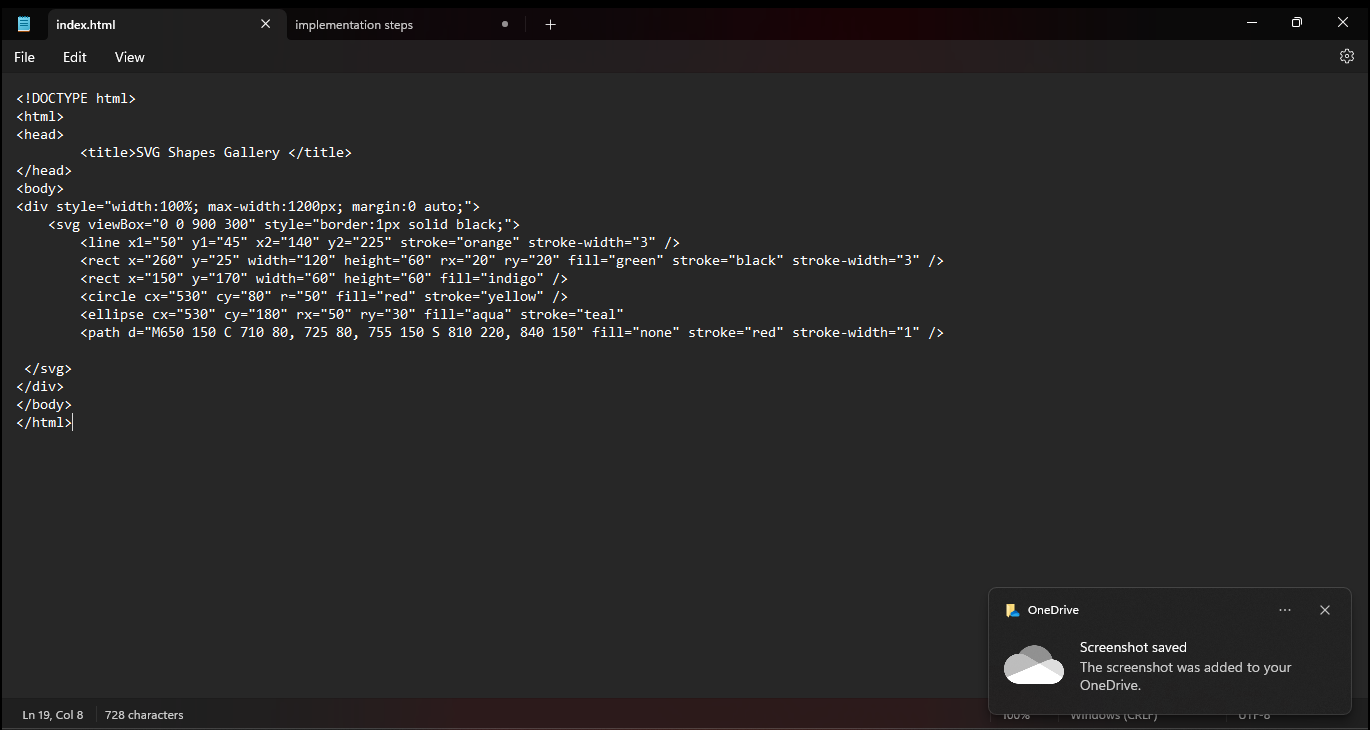 index.html
implementation steps
File Edit View
<!DOCTYPE html>
<html>
<head>
        <title>SVG Shapes Gallery </title>
</head>
<body>
<div style="width:100%; max-width:1200px; margin:0 auto;">
    <svg viewBox="0 0 900 300" style="border:1px solid black;">
        <line x1="50" y1="45" x2="140" y2="225" stroke="orange" stroke-width="3" />
        <rect x="260" y="25" width="120" height="60" rx="20" ry="20" fill="green" stroke="black" stroke-width="3" />
        <rect x="150" y="170" width="60" height="60" fill="indigo" />
        <circle cx="530" cy="80" r="50" fill="red" stroke="yellow" />
        <ellipse cx="530" cy="180" rx="50" ry="30" fill="aqua" stroke="teal"
        <path d="M650 150 C 710 80, 725 80, 755 150 S 810 220, 840 150" fill="none" stroke="red" stroke-width="1" />
 </svg>
</div>
</body>
</html>
OneDrive
Screenshot saved
The screenshot was added to your
OneDrive.
Ln 19, Col 8 728 characters 100% Windows (CRLF) UTF-8